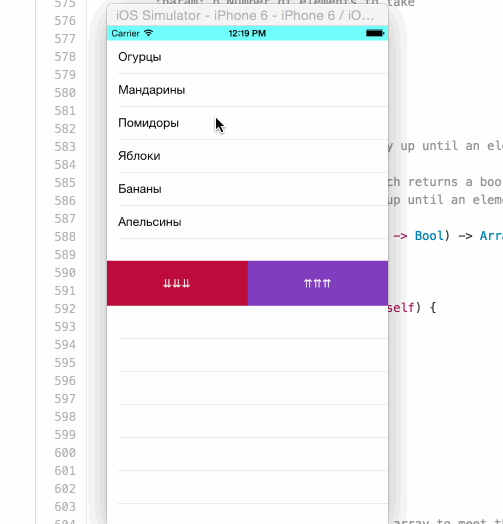 575 :param: n Number of elements to take
iOS Simulator - iPhone 6 - iPhone 6 / iO...
576
Carrier 12:19 PM
577
578 Огурцы
579
580 Мандарины
581
582 Помидоры
583 y up until an ele
584 Яблоки
585 ch returns a boo
586 Бананы up until an elem
587
588 Апельсины -> Bool) -> Arra
589
590
591 ⇊⇊⇊ ⇈⇈⇈
592 self) {
593
594
595
596
597
598
599
600
601
602
603
604 array to meet th